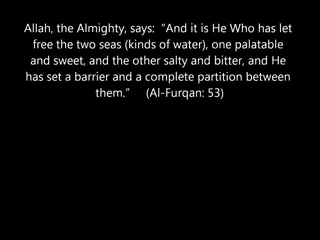 Allah, the Almighty, says: “And it is He Who has let
free the two seas (kinds of water), one palatable
and sweet, and the other salty and bitter, and He
has set a barrier and a complete partition between
them.” (Al-Furqan: 53)